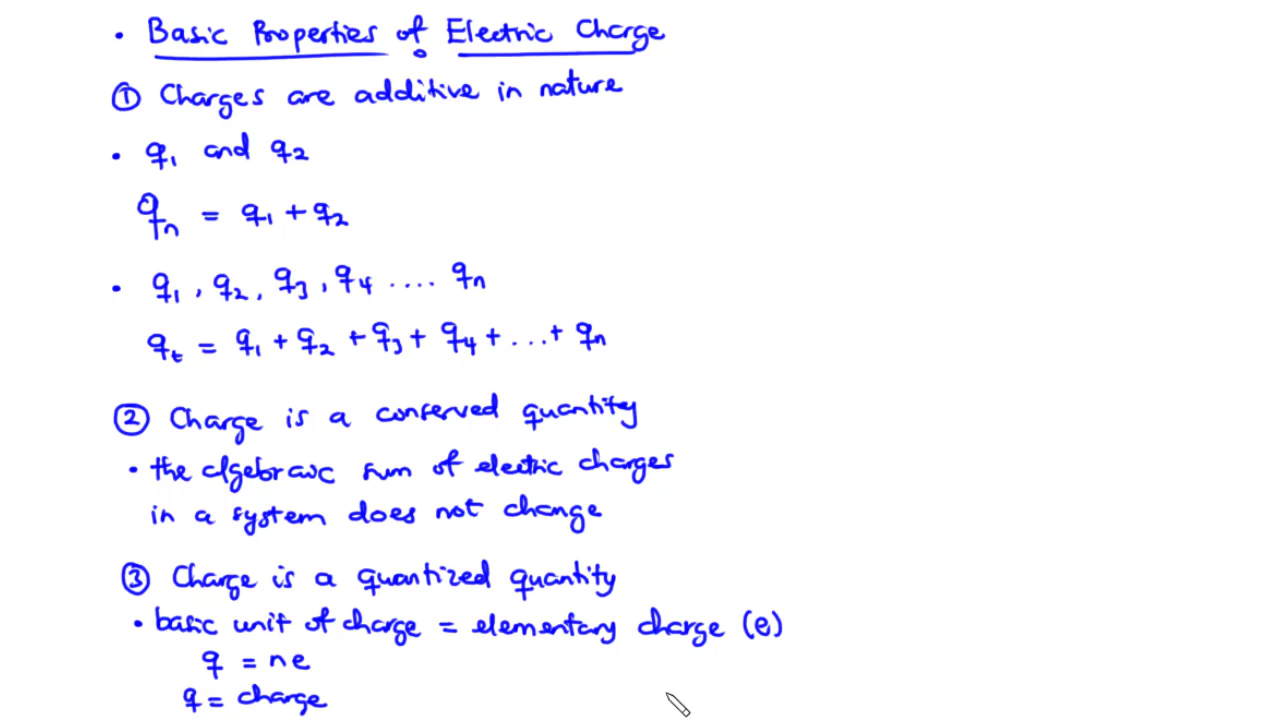 • Basic Properties of Electric Charge
① Charges are additive in nature
• q₁ and q₂
qₙ = q₁ + q₂
• q₁, q₂, q₃, q₄ .... qₙ
qₜ = q₁ + q₂ + q₃ + q₄ + ... + qₙ
② Charge is a conserved quantity
• the algebraic sum of electric charges
in a system does not change
③ Charge is a quantized quantity
• basic unit of charge = elementary charge (e)
q = ne
q = charge